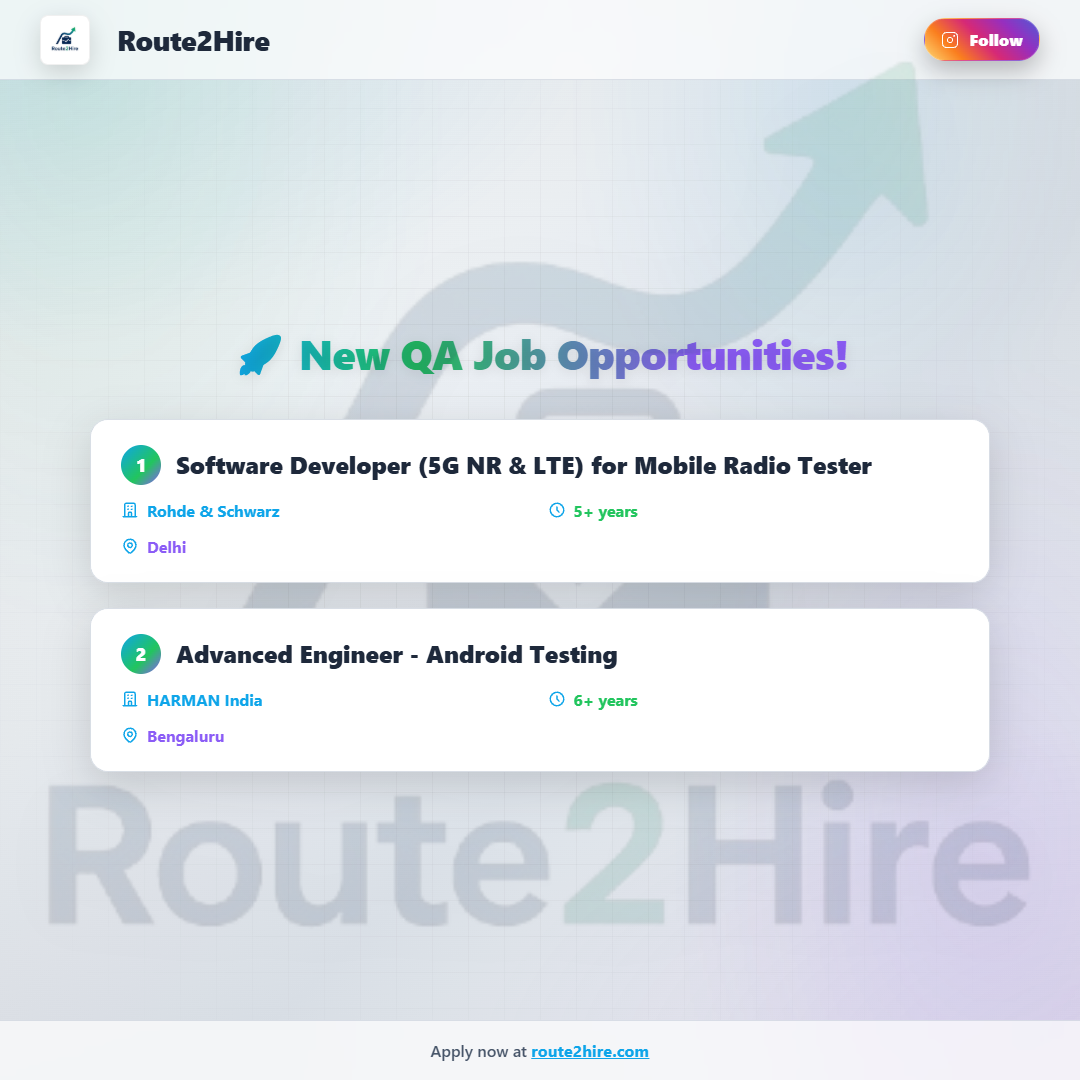 Route2Hire
Route2Hire
Follow
New QA Job Opportunities!
1
Software Developer (5G NR & LTE) for Mobile Radio Tester
Rohde & Schwarz
5+ years
Delhi
2
Advanced Engineer - Android Testing
HARMAN India
6+ years
Bengaluru
Route2Hire
Apply now at route2hire.com